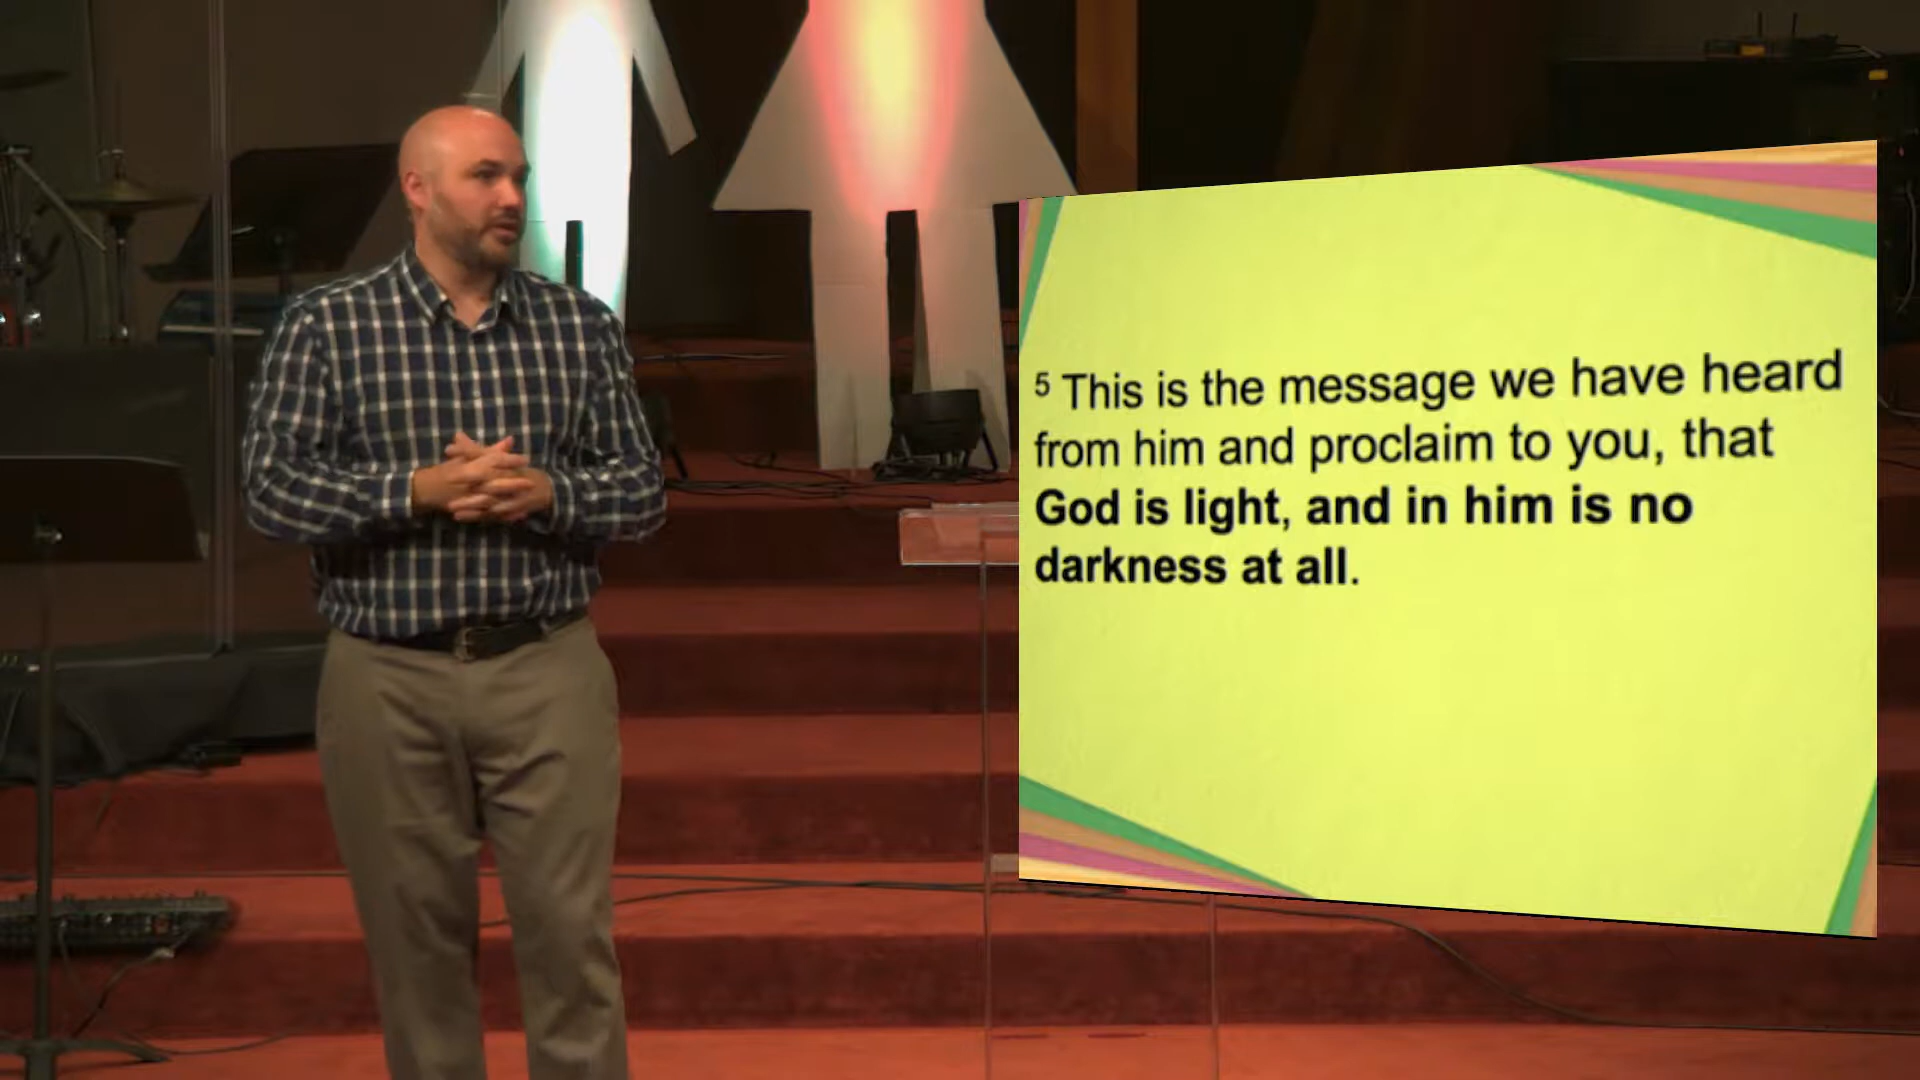 5 This is the message we have heard
from him and proclaim to you, that
God is light, and in him is no
darkness at all.